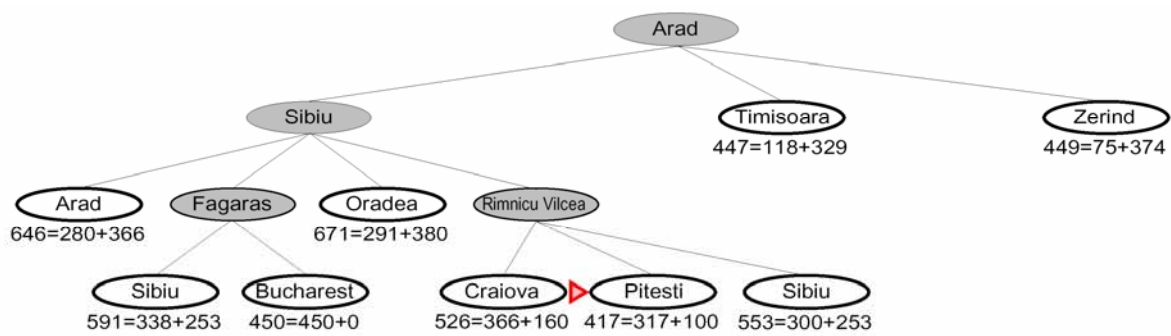 Arad
Sibiu
Timisoara
Zerind
447=118+329
449=75+374
Arad
Fagaras
Oradea
Rimnicu Vilcea
646=280+366
671=291+380
Sibiu
Bucharest
Craiova
Pitesti
Sibiu
591=338+253
450=450+0
526=366+160
417=317+100
553=300+253